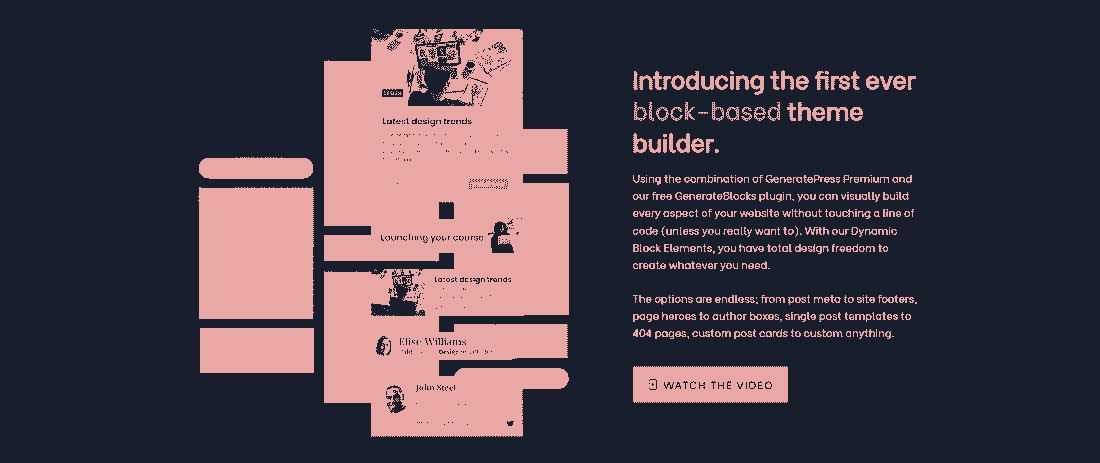 DESIGN
Latest design trends
Launching your course
Latest design trends
Elise Williams
John Steel
Introducing the first ever
block-based theme
builder.
Using the combination of GeneratePress Premium and
our free GenerateBlocks plugin, you can visually build
every aspect of your website without touching a line of
code (unless you really want to). With our Dynamic
Block Elements, you have total design freedom to
create whatever you need.
The options are endless; from post meta to site footers,
page heroes to author boxes, single post templates to
404 pages, custom post cards to custom anything.
WATCH THE VIDEO